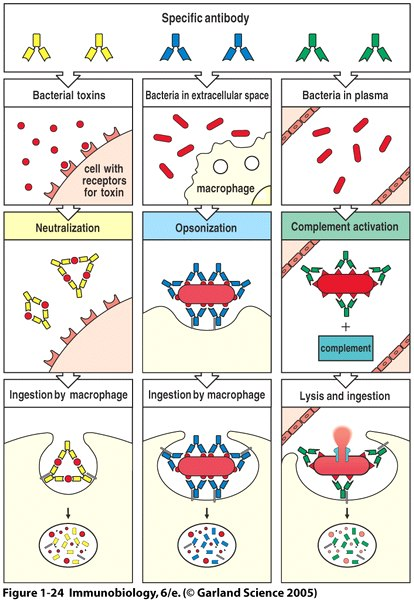 Specific antibody
Bacterial toxins
Bacteria in extracellular space
Bacteria in plasma
cell with
receptors
for toxin
macrophage
Neutralization
Opsonization
Complement activation
+
complement
Ingestion by macrophage
Ingestion by macrophage
Lysis and ingestion
Figure 1-24 Immunobiology, 6/e. (© Garland Science 2005)